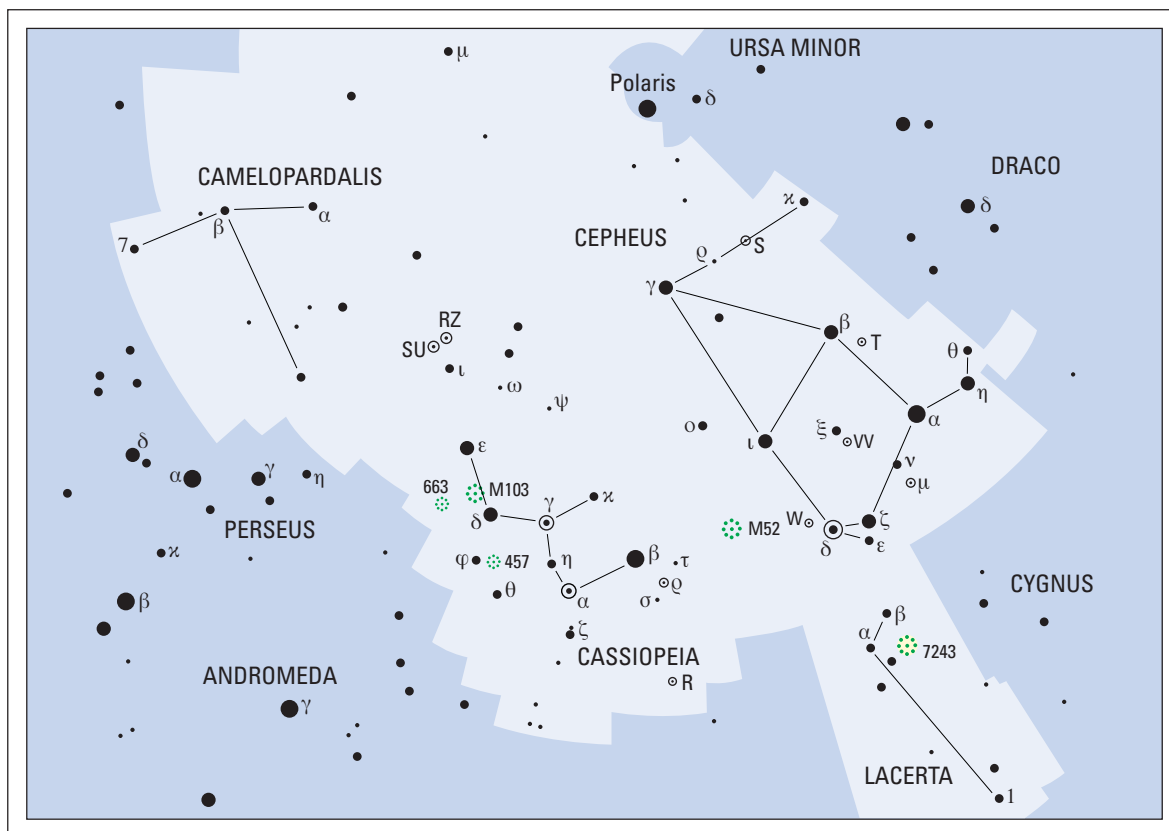 μ
URSA MINOR
Polaris
δ
DRACO
CAMELOPARDALIS
α
β
7
ϰ
δ
CEPHEUS
S
ϱ
γ
RZ
SU
ι
ω
ψ
β
T
θ
η
α
ο
ι
ξ
VV
ν
μ
δ
α
γ
η
ε
663
M103
γ
ϰ
δ
PERSEUS
M52
W
δ
ζ
ε
ϰ
φ
457
η
θ
α
β
τ
ϱ
σ
CYGNUS
β
ζ
CASSIOPEIA
R
α
β
7243
ANDROMEDA
γ
LACERTA
1